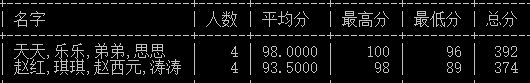 名字 人数 平均分 最高分 最低分 总分
天天,乐乐,弟弟,思思 4 98.0000 100 96 392
赵红,琪琪,赵西元,涛涛 4 93.5000 98 89 374